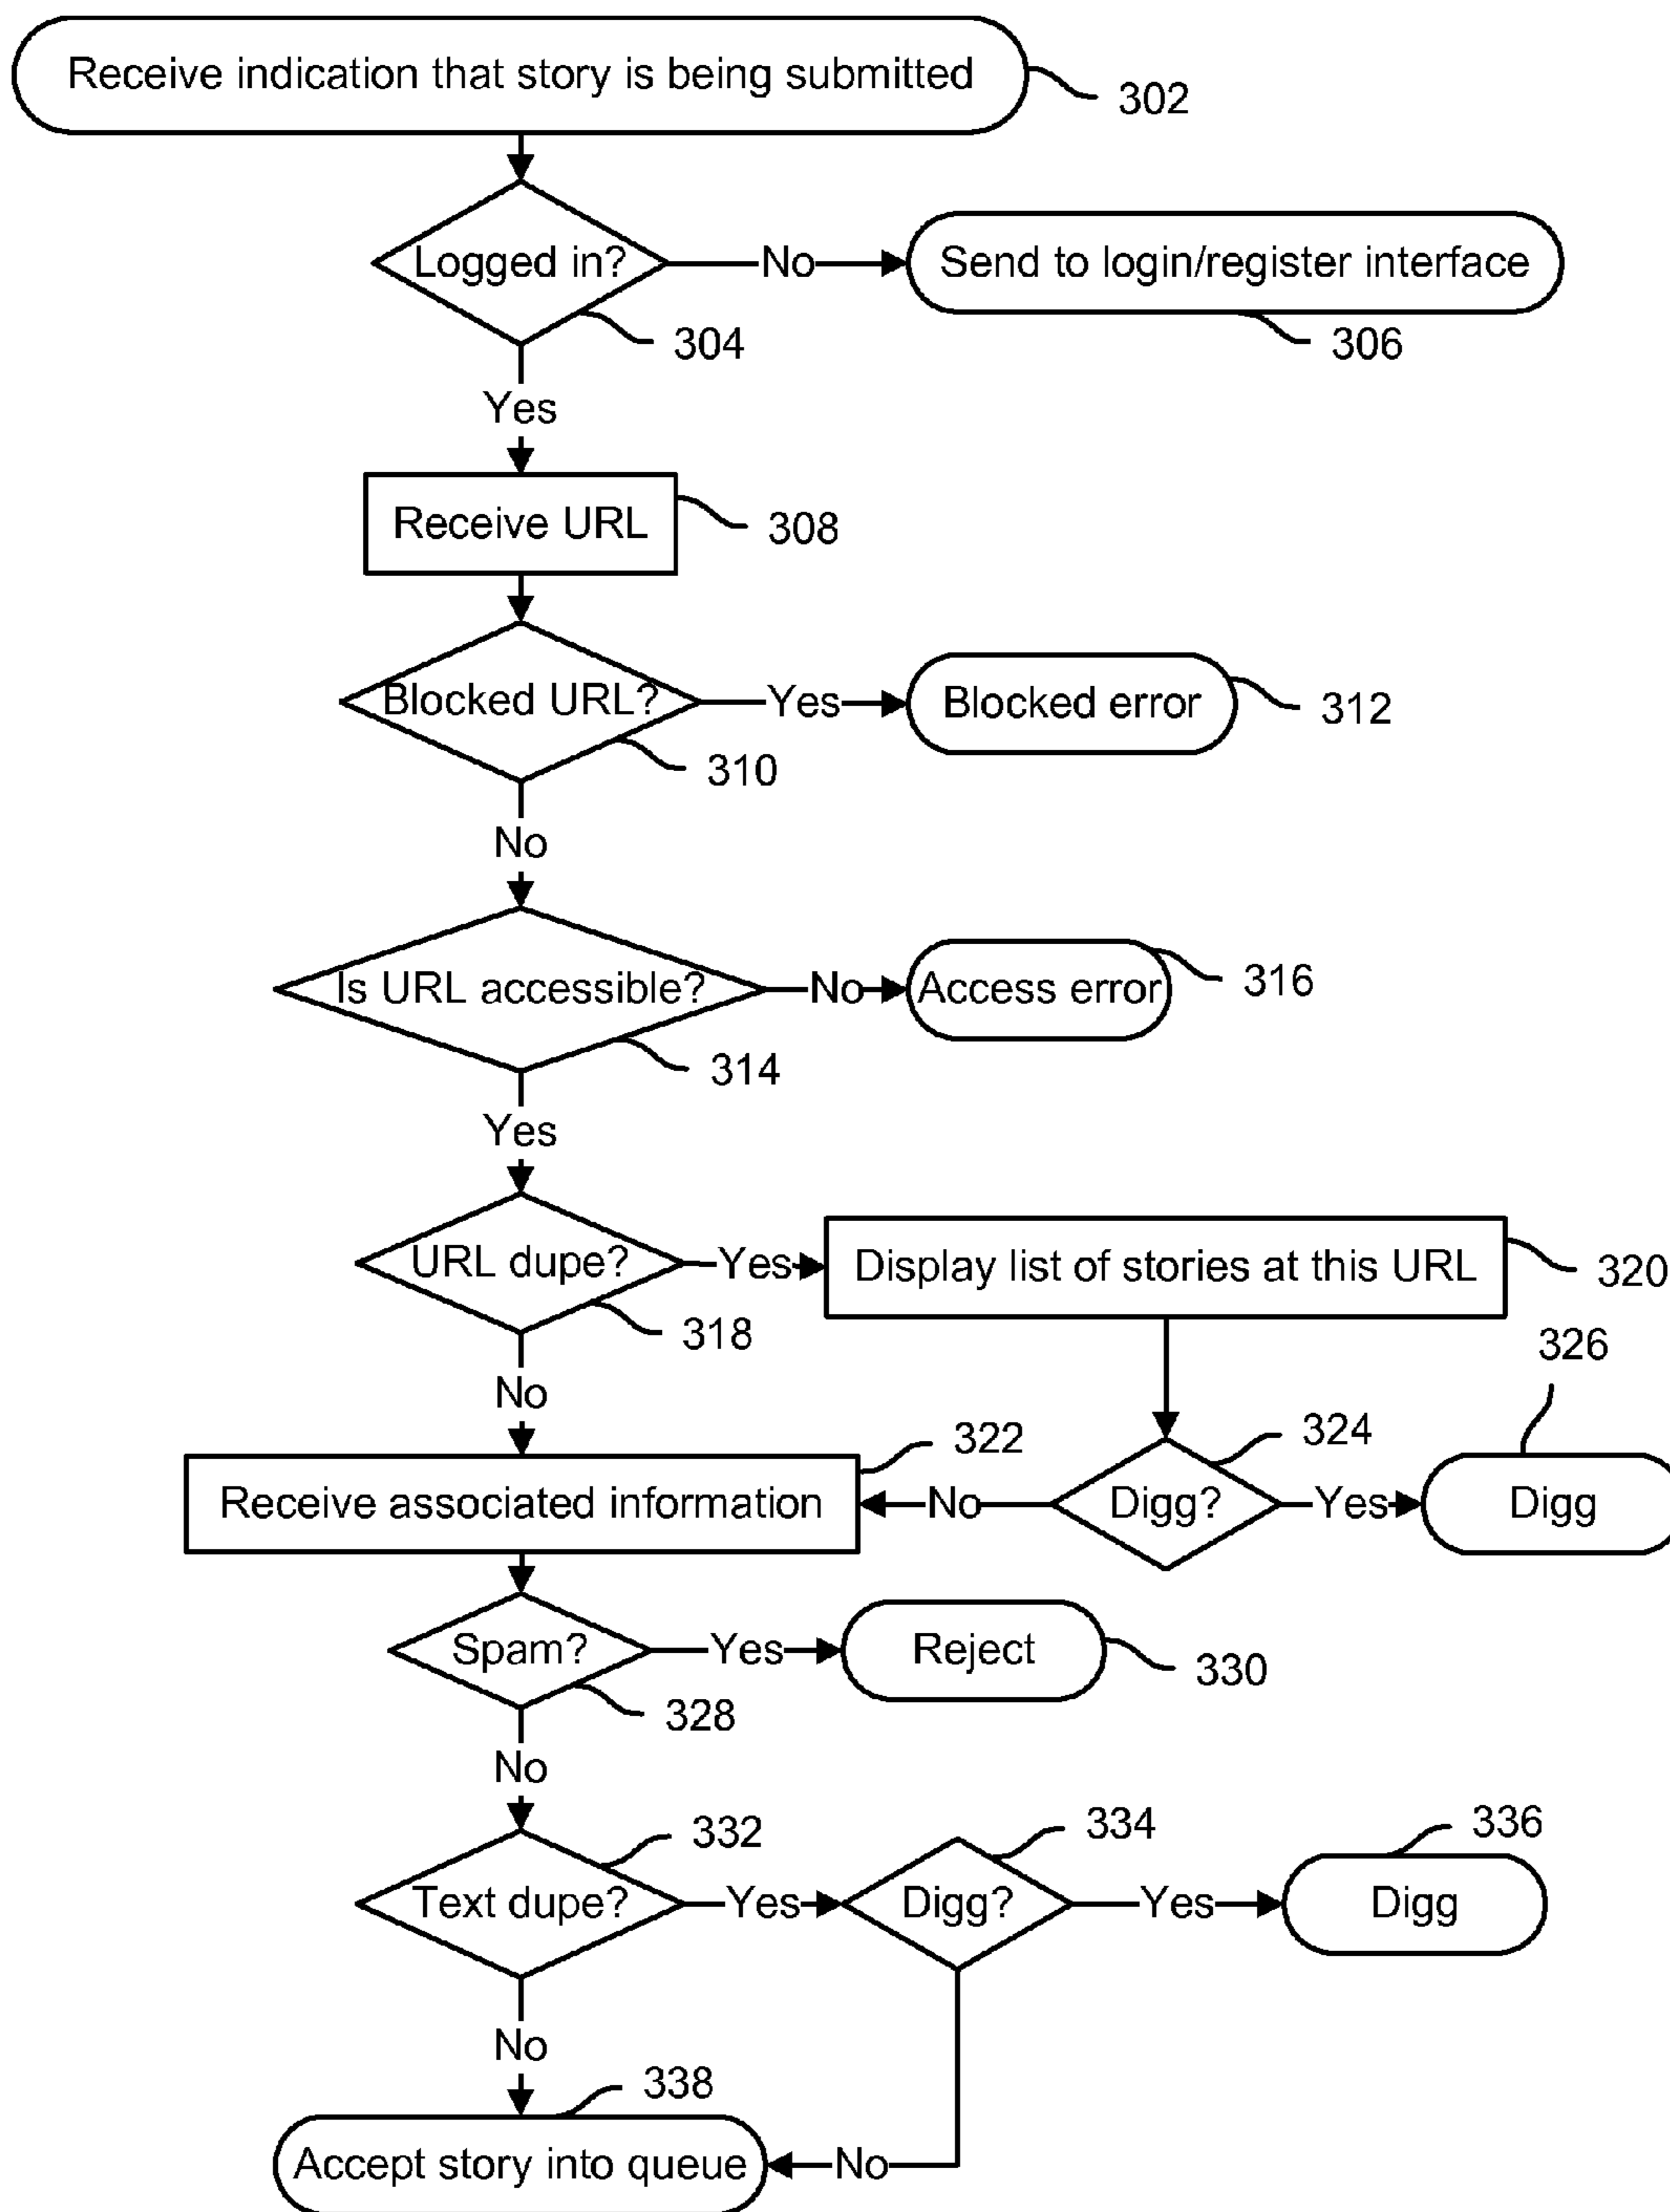 Receive indication that story is being submitted
302
Logged in?
No
Send to login/register interface
304
306
Yes
Receive URL
308
Blocked URL?
Yes
Blocked error
312
310
No
Is URL accessible?
No
Access error
316
314
Yes
URL dupe?
Yes
Display list of stories at this URL
320
318
326
No
322
324
Receive associated information
No
Digg?
Yes
Digg
Spam?
Yes
Reject
330
328
No
332
334
336
Text dupe?
Yes
Digg?
Yes
Digg
No
338
Accept story into queue
No